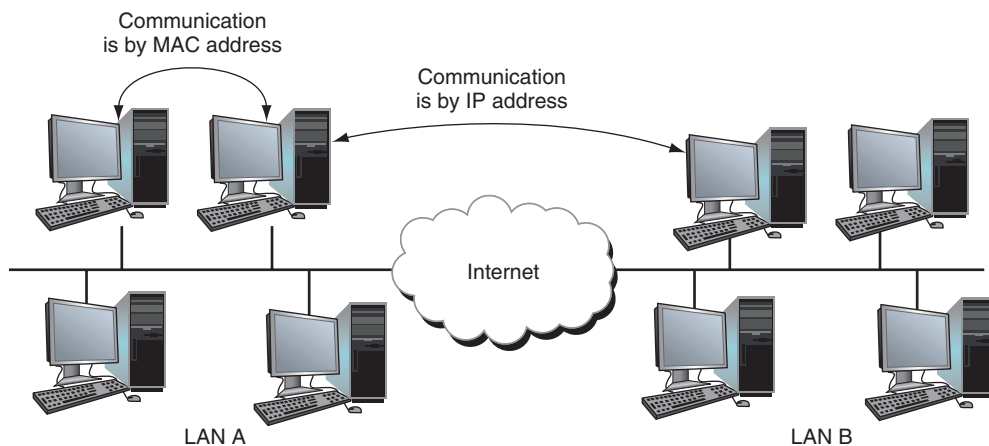 Communication
is by MAC address
Communication
is by IP address
Internet
LAN A
LAN B